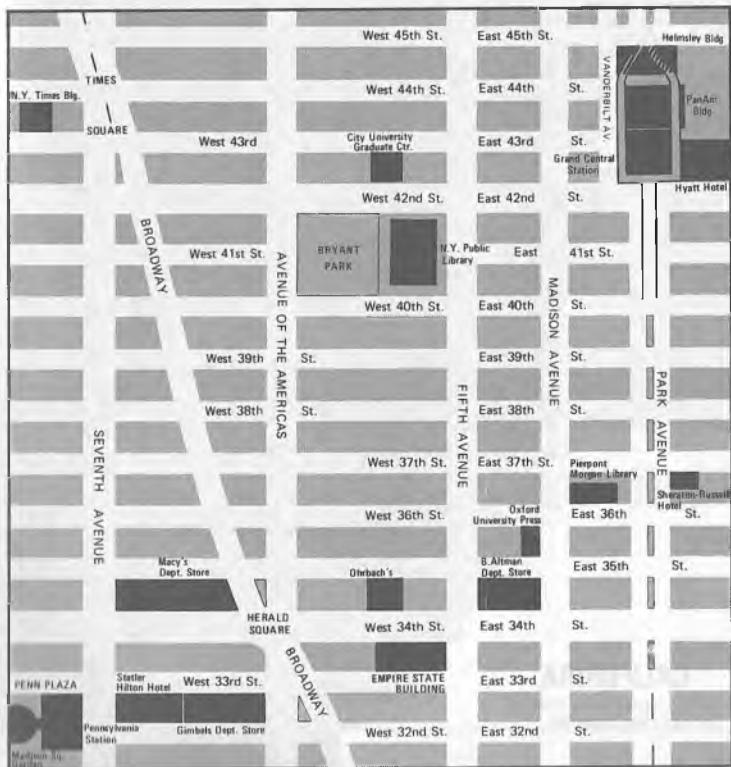 West 45th St. East 45th St.
Helmsley Bldg
TIMES
SQUARE
N.Y. Times Blg.
West 44th St. East 44th St.
VANDERBILT AV.
PanAm
Bldg.
West 43rd
City University
Graduate Ctr.
East 43rd St.
Grand Central
Station
West 42nd St. East 42nd St.
Hyatt Hotel
BROADWAY
West 41st St.
AVENUE OF THE AMERICAS
BRYANT
PARK
N.Y. Public
Library
East 41st St.
MADISON AVENUE
West 40th St. East 40th St.
West 39th St. East 39th St.
West 38th St. East 38th St.
FIFTH AVENUE
PARK AVENUE
SEVENTH AVENUE
West 37th St. East 37th St.
Pierpont
Morgan Library
Sheraton-Russell
Hotel
West 36th St.
Oxford
University Press
East 36th St.
Macy's
Dept. Store
Ohrbach's
B.Altman
Dept. Store
East 35th St.
HERALD
SQUARE
West 34th St. East 34th St.
BROADWAY
EMPIRE STATE
BUILDING
PENN PLAZA
Statler
Hilton Hotel
West 33rd St.
East 33rd St.
Pennsylvania
Station
Gimbels Dept. Store
West 32nd St. East 32nd St.
Madison Sq.
Garden